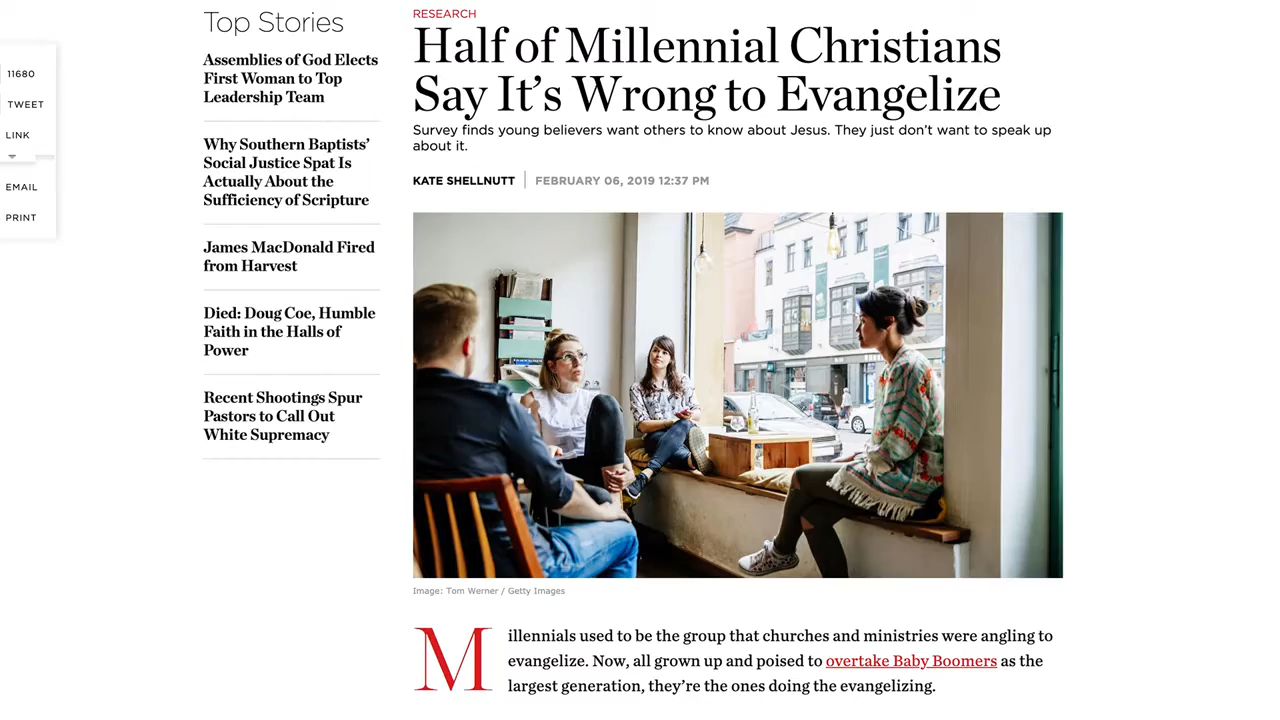 11680
TWEET
LINK
EMAIL
PRINT
Top Stories
Assemblies of God Elects
First Woman to Top
Leadership Team
Why Southern Baptists’
Social Justice Spat Is
Actually About the
Sufficiency of Scripture
James MacDonald Fired
from Harvest
Died: Doug Coe, Humble
Faith in the Halls of
Power
Recent Shootings Spur
Pastors to Call Out
White Supremacy
RESEARCH
Half of Millennial Christians
Say It’s Wrong to Evangelize
Survey finds young believers want others to know about Jesus. They just don’t want to speak up
about it.
KATE SHELLNUTT FEBRUARY 06, 2019 12:37 PM
Image: Tom Werner / Getty Images
Millennials used to be the group that churches and ministries were angling to
evangelize. Now, all grown up and poised to overtake Baby Boomers as the
largest generation, they’re the ones doing the evangelizing.